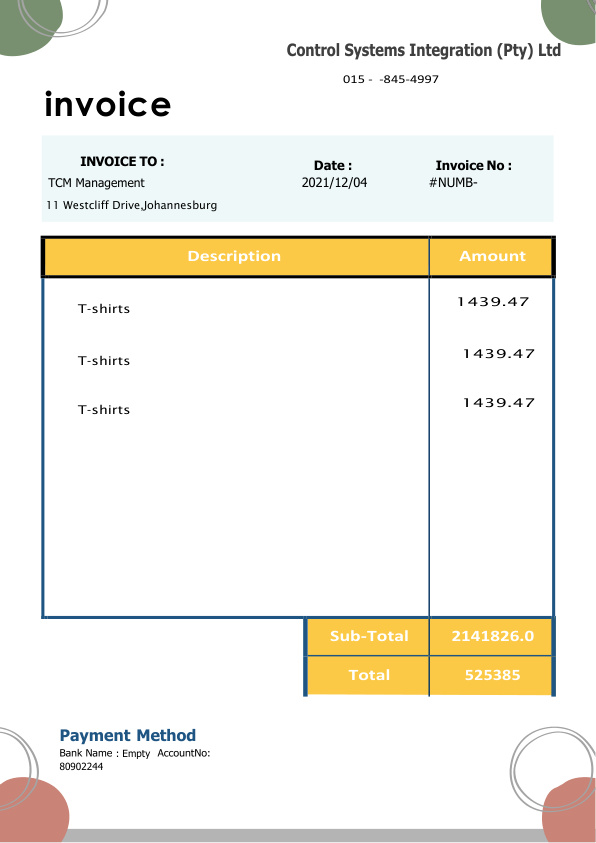 Control Systems Integration (Pty) Ltd
015 - -845-4997
invoice
INVOICE TO :
Date :
Invoice No :
TCM Management
2021/12/04
#NUMB-
11 Westcliff Drive,Johannesburg
Description
Amount
T-shirts
1439.47
T-shirts
1439.47
T-shirts
1439.47
Sub-Total
2141826.0
Total
525385
Payment Method
Bank Name : Empty AccountNo:
80902244